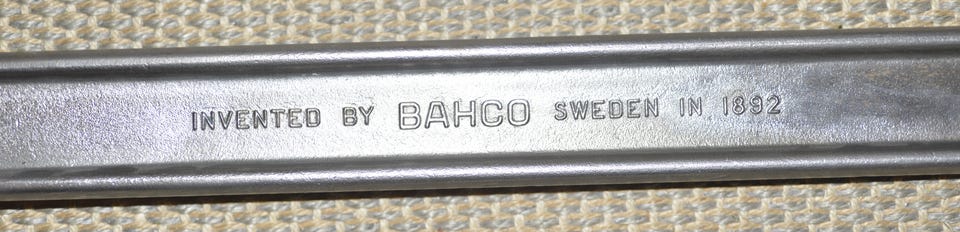 INVENTED BY BAHCO SWEDEN IN 1892